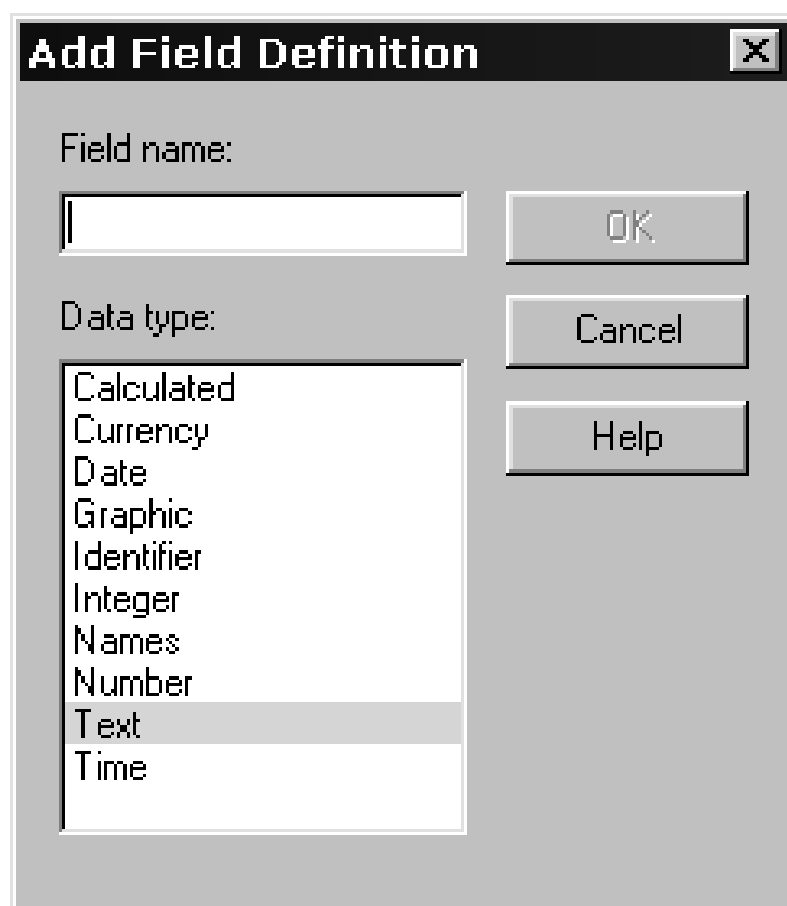 Add Field Definition
Field name:
OK
Data type:
Cancel
Help
Calculated
Currency
Date
Graphic
Identifier
Integer
Names
Number
Text
Time